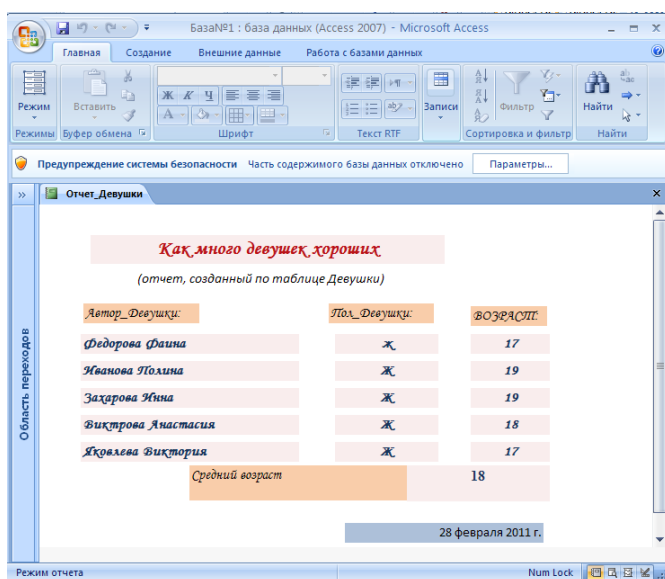 База№1 : база данных (Access 2007) - Microsoft Access
Главная Создание Внешние данные Работа с базами данных
Режим Вставить Ж К Ч Записи Фильтр Найти
Режимы Буфер обмена Шрифт Текст RTF Сортировка и фильтр Найти
Предупреждение системы безопасности Часть содержимого базы данных отключено Параметры...
Отчет_Девушки
Область переходов
Как много девушек хороших
(отчет, созданный по таблице Девушки)
Автор_Девушки: Пол_Девушки: ВОЗРАСТ:
Федорова Фаина ж 17
Иванова Полина Ж 19
Захарова Инна Ж 19
Виктрова Анастасия Ж 18
Яковлева Виктория Ж 17
Средний возраст 18
28 февраля 2011 г.
Режим отчета Num Lock